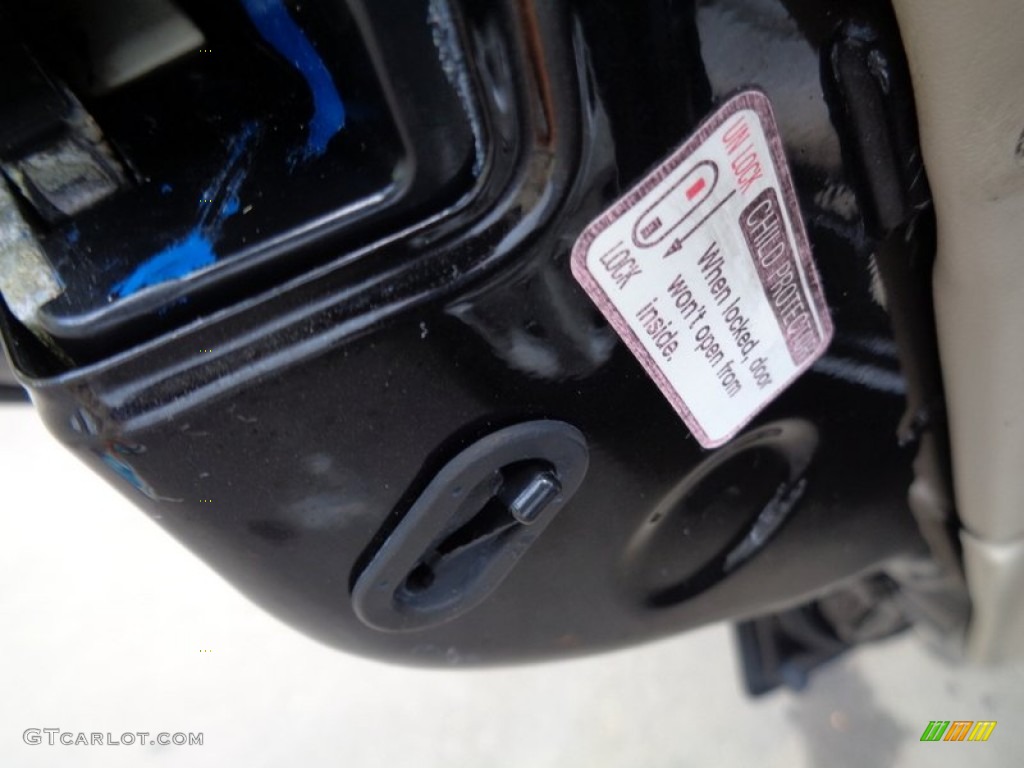 UN LOCK
CHILD PROTECTOR
LOCK
When locked, door
won't open from
inside.
GTCARLOT.COM